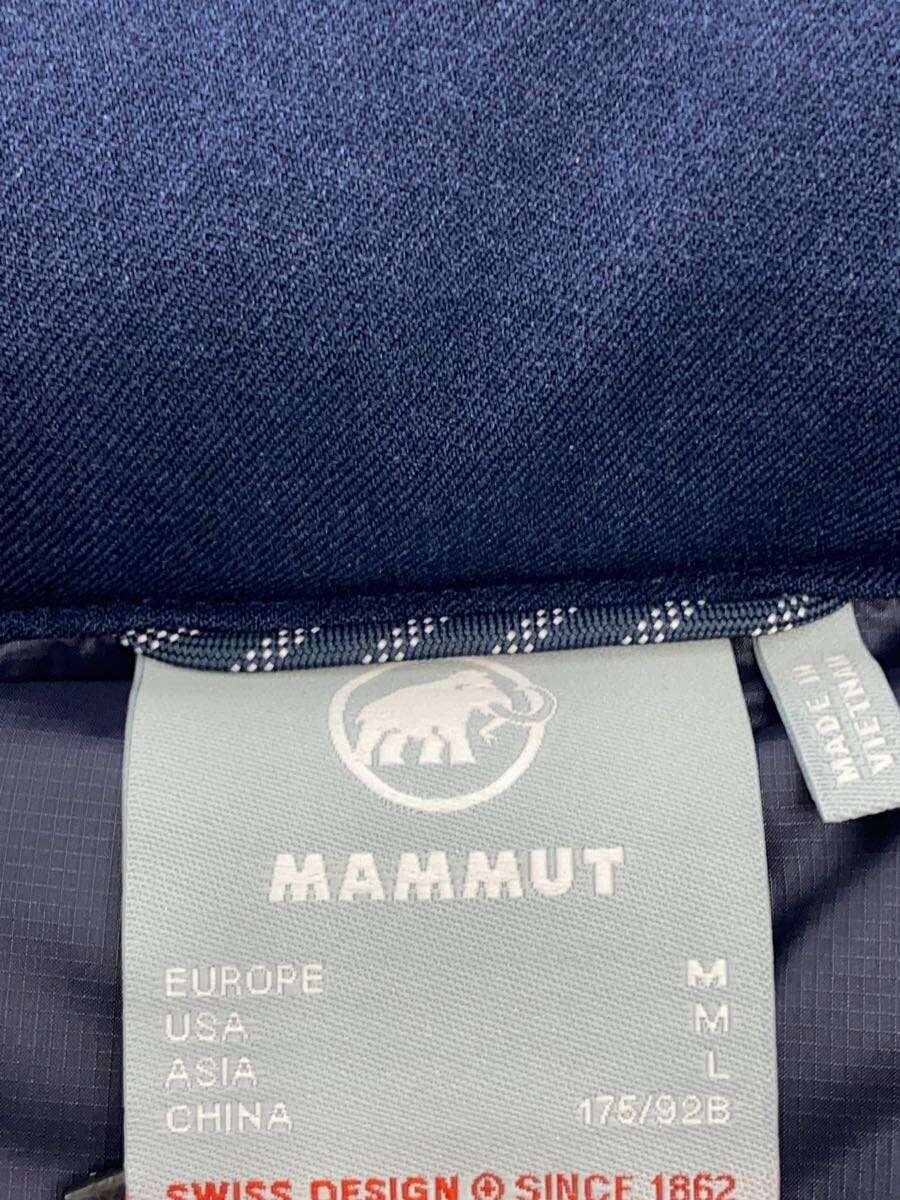 MAMMUT
EUROPE M
USA M
ASIA L
CHINA 175/92B
SWISS DESIGN SINCE 1862
MADE IN
VIETNAM